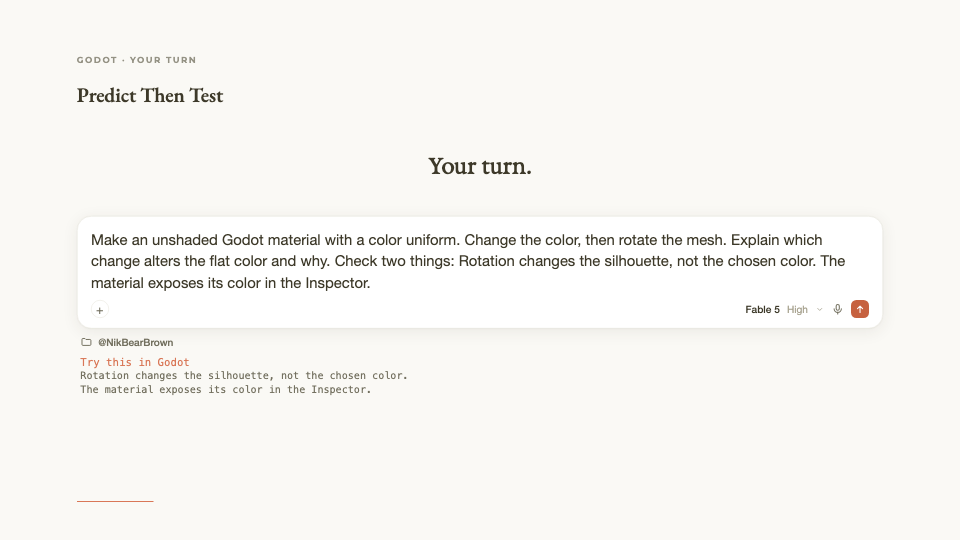 GODOT · YOUR TURN
Predict Then Test
Your turn.
Make an unshaded Godot material with a color uniform. Change the color, then rotate the mesh. Explain which
change alters the flat color and why. Check two things: Rotation changes the silhouette, not the chosen color. The
material exposes its color in the Inspector.
+
Fable 5 High
@NikBearBrown
Try this in Godot
Rotation changes the silhouette, not the chosen color.
The material exposes its color in the Inspector.